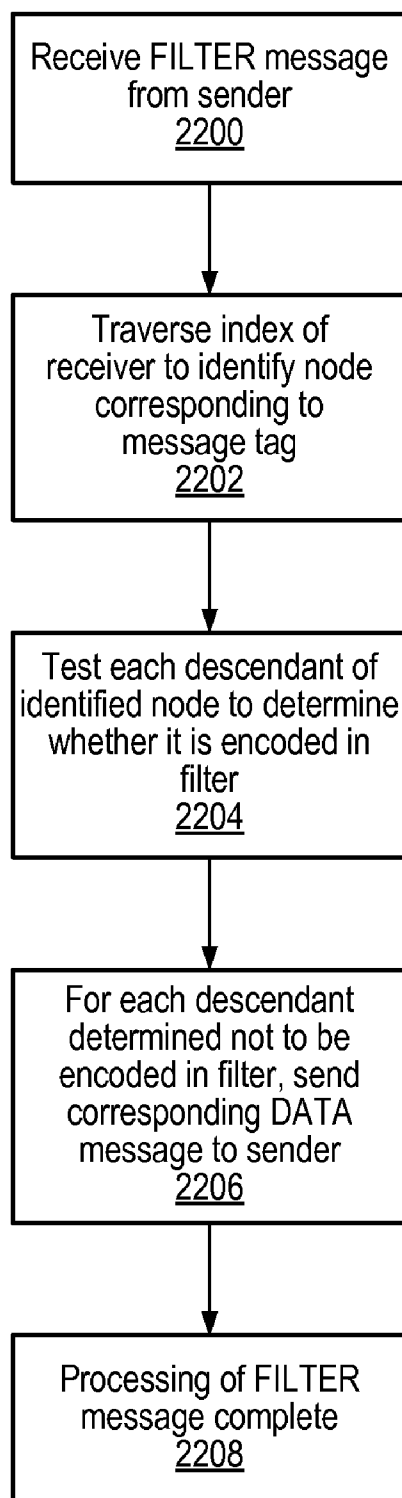 Receive FILTER message
from sender
2200
Traverse index of
receiver to identify node
corresponding to
message tag
2202
Test each descendant of
identified node to determine
whether it is encoded in
filter
2204
For each descendant
determined not to be
encoded in filter, send
corresponding DATA
message to sender
2206
Processing of FILTER
message complete
2208